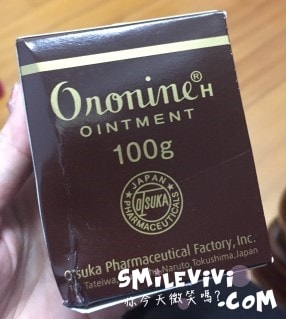 Oronine® H
OINTMENT
100g
JAPAN
OTSUKA
PHARMACEUTICALS
Otsuka Pharmaceutical Factory, Inc.
Tateiwa, Naruto, Tokushima, Japan
SMILEVIVI
你今天微笑嗎?